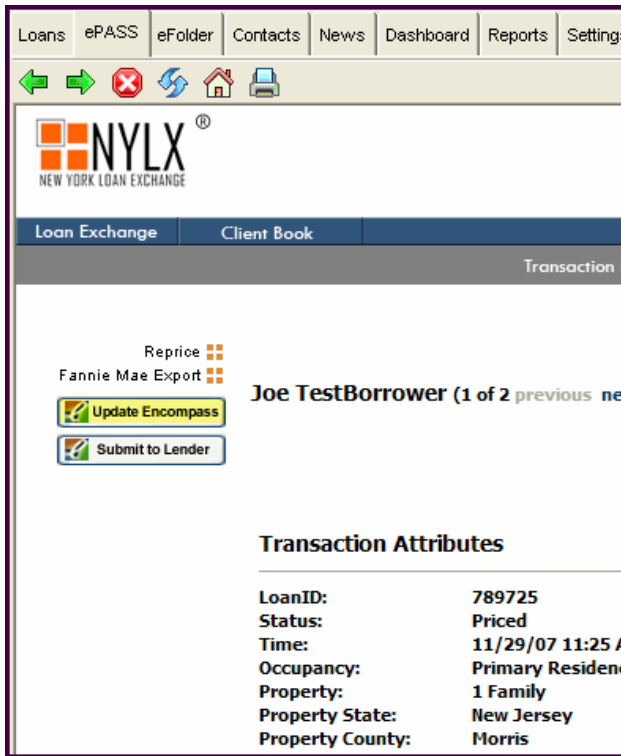 Loans ePASS eFolder Contacts News Dashboard Reports
NYLX ®
NEW YORK LOAN EXCHANGE
Loan Exchange Client Book
Transaction
Reprice
Fannie Mae Export
Update Encompass
Submit to Lender
Joe TestBorrower (1 of 2 previous
Transaction Attributes
LoanID: 789725
Status: Priced
Time: 11/29/07 11:25
Occupancy: Primary
Property: 1 Family
Property State: New Jersey
Property County: Morris